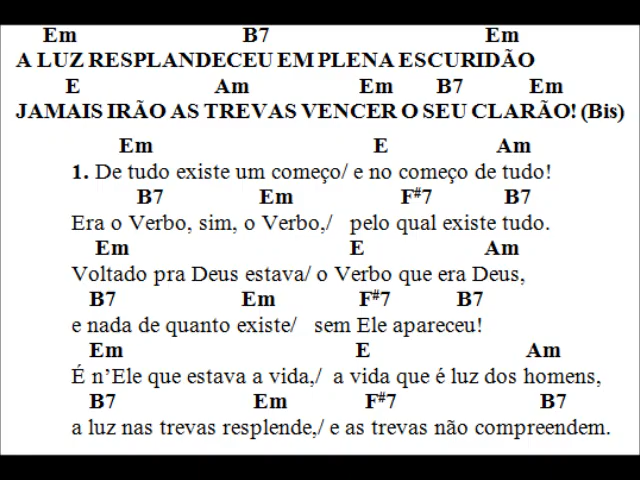 Em B7 Em
A LUZ RESPLANDECEU EM PLENA ESCURIDÃO
E Am Em B7 Em
JAMAIS IRÃO AS TREVAS VENCER O SEU CLARÃO! (Bis)
Em E Am
1. De tudo existe um começo/ e no começo de tudo!
B7 Em F#7 B7
Era o Verbo, sim, o Verbo,/ pelo qual existe tudo.
Em E Am
Voltado pra Deus estava/ o Verbo que era Deus,
B7 Em F#7 B7
e nada de quanto existe/ sem Ele apareceu!
Em E Am
É n’Ele que estava a vida,/ a vida que é luz dos homens,
B7 Em F#7 B7
a luz nas trevas resplende,/ e as trevas não compreendem.